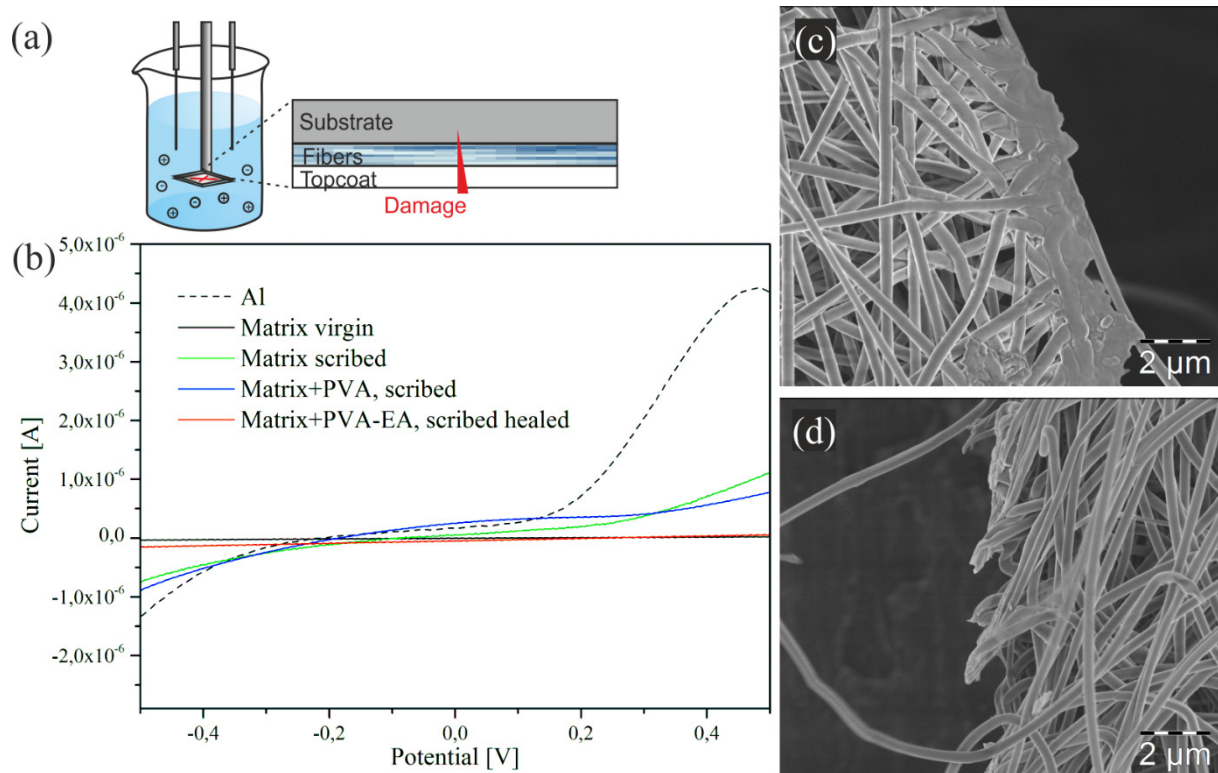 (a)
Substrate
Fibers
Topcoat
Damage
(b)
5,0x10⁻⁶
4,0x10⁻⁶
3,0x10⁻⁶
2,0x10⁻⁶
1,0x10⁻⁶
0,0
-1,0x10⁻⁶
-2,0x10⁻⁶
Current [A]
Al
Matrix virgin
Matrix scribed
Matrix+PVA, scribed
Matrix+PVA-EA, scribed healed
-0,4
-0,2
0,0
0,2
0,4
Potential [V]
(c)
2 µm
(d)
2 µm